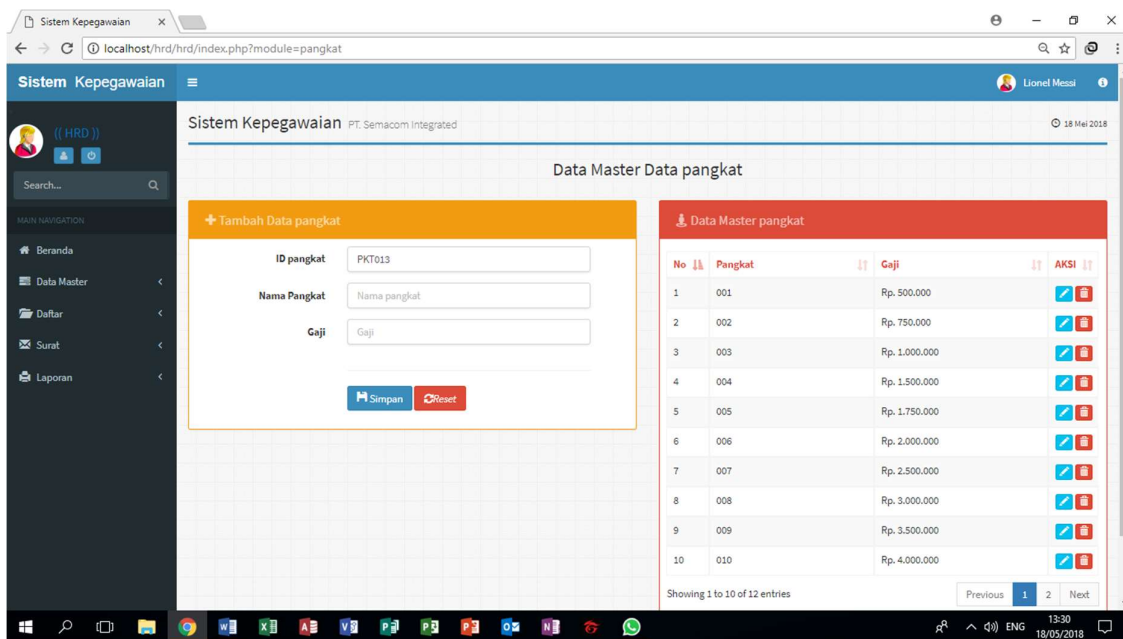 Sistem Kepegawaian
localhost/hrd/hrd/index.php?module=pangkat
Sistem Kepegawaian
Lionel Messi
(( HRD ))
Search...
MAIN NAVIGATION
Beranda
Data Master
Daftar
Surat
Laporan
Sistem Kepegawaian PT. Semacom Integrated
18 Mei 2018
Data Master Data pangkat
Tambah Data pangkat
ID pangkat PKT013
Nama Pangkat Nama pangkat
Gaji Gaji
Simpan Reset
Data Master pangkat
No Pangkat Gaji AKSI
1 001 Rp. 500.000
2 002 Rp. 750.000
3 003 Rp. 1.000.000
4 004 Rp. 1.500.000
5 005 Rp. 1.750.000
6 006 Rp. 2.000.000
7 007 Rp. 2.500.000
8 008 Rp. 3.000.000
9 009 Rp. 3.500.000
10 010 Rp. 4.000.000
Showing 1 to 10 of 12 entries Previous 1 2 Next
ENG
13:30
18/05/2018